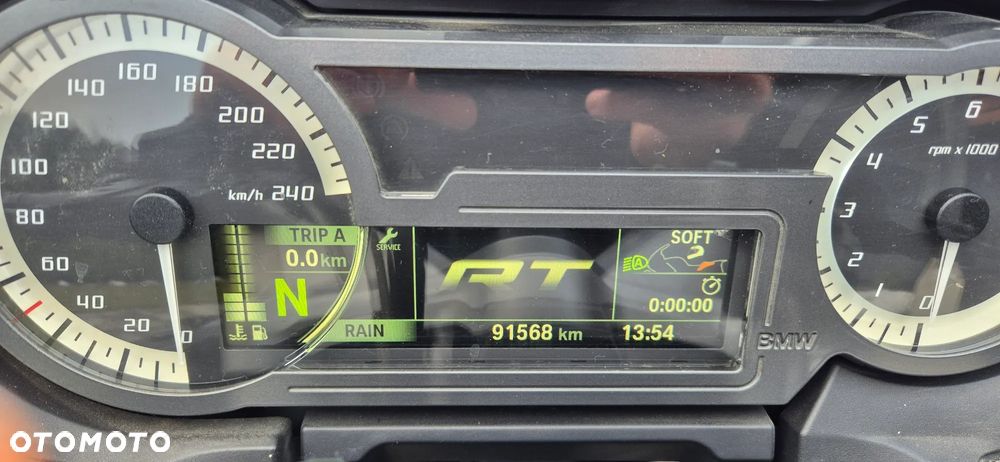 0
20
40
60
80
100
120
140
160
180
200
220
km/h 240
TRIP A
0.0 km
N
RAIN
SERVICE
RT
91568 km
SOFT
A
0:00:00
13:54
BMW
0
1
2
3
4
5
6
rpm x 1000
OTOMOTO